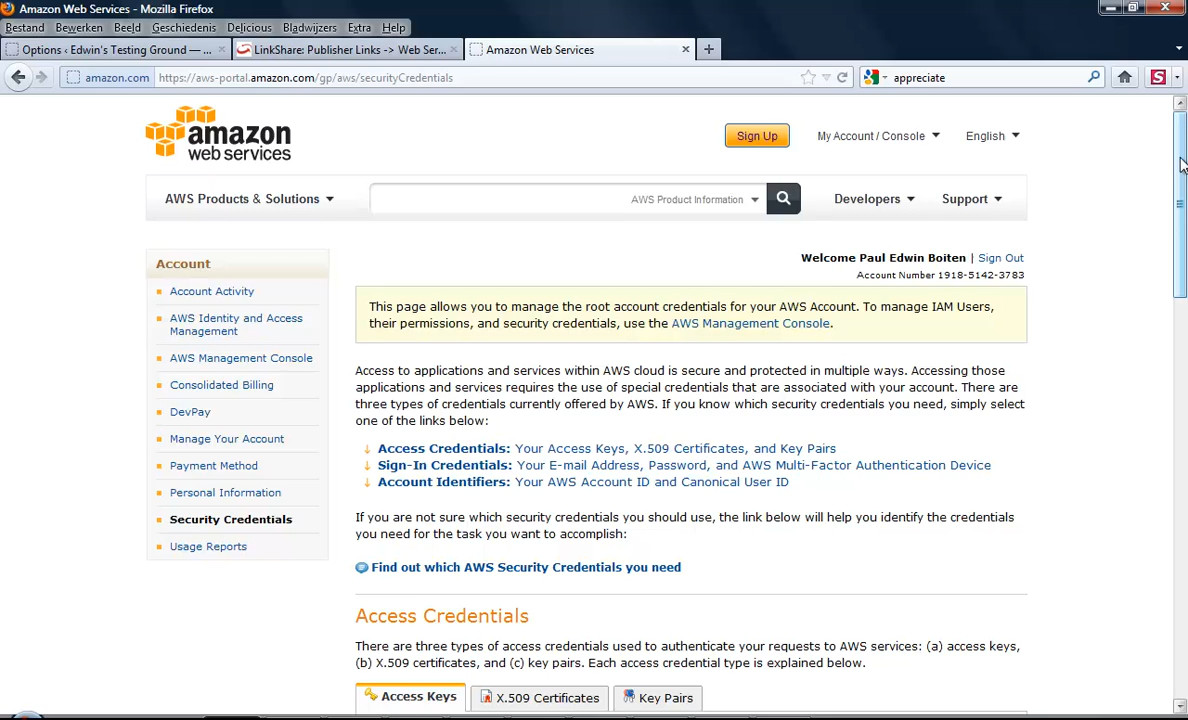 Amazon Web Services - Mozilla Firefox
Bestand Bewerken Beeld Geschiedenis Delicious Bladwijzers Extra Help
Options ‹ Edwin's Testing Ground — ... LinkShare: Publisher Links -> Web Ser... Amazon Web Services
amazon.com https://aws-portal.amazon.com/gp/aws/securityCredentials appreciate
amazon
web services
Sign Up My Account / Console English
AWS Products & Solutions AWS Product Information Developers Support
Welcome Paul Edwin Boiten | Sign Out
Account Number 1918-5142-3783
Account
Account Activity
AWS Identity and Access
Management
AWS Management Console
Consolidated Billing
DevPay
Manage Your Account
Payment Method
Personal Information
Security Credentials
Usage Reports
This page allows you to manage the root account credentials for your AWS Account. To manage IAM Users,
their permissions, and security credentials, use the AWS Management Console.
Access to applications and services within AWS cloud is secure and protected in multiple ways. Accessing those
applications and services requires the use of special credentials that are associated with your account. There are
three types of credentials currently offered by AWS. If you know which security credentials you need, simply select
one of the links below:
Access Credentials: Your Access Keys, X.509 Certificates, and Key Pairs
Sign-In Credentials: Your E-mail Address, Password, and AWS Multi-Factor Authentication Device
Account Identifiers: Your AWS Account ID and Canonical User ID
If you are not sure which security credentials you should use, the link below will help you identify the credentials
you need for the task you want to accomplish:
Find out which AWS Security Credentials you need
Access Credentials
There are three types of access credentials used to authenticate your requests to AWS services: (a) access keys,
(b) X.509 certificates, and (c) key pairs. Each access credential type is explained below.
Access Keys X.509 Certificates Key Pairs